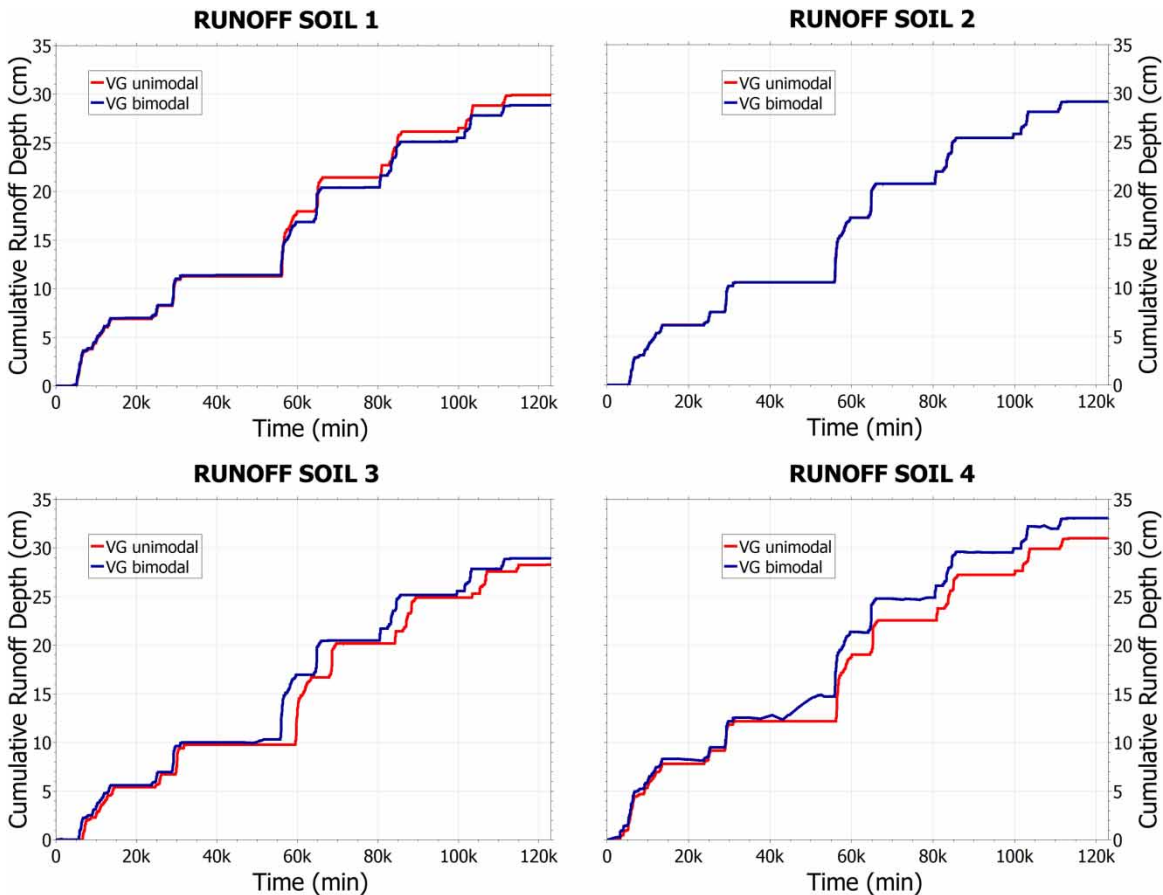 RUNOFF SOIL 1
Cumulative Runoff Depth (cm)
35
30
25
20
15
10
5
0
VG unimodal
VG bimodal
0 20k 40k 60k 80k 100k 120k
Time (min)
RUNOFF SOIL 2
VG unimodal
VG bimodal
35
30
25
20
15
10
5
0
Cumulative Runoff Depth (cm)
0 20k 40k 60k 80k 100k 120k
Time (min)
RUNOFF SOIL 3
Cumulative Runoff Depth (cm)
35
30
25
20
15
10
5
0
VG unimodal
VG bimodal
0 20k 40k 60k 80k 100k 120k
Time (min)
RUNOFF SOIL 4
VG unimodal
VG bimodal
35
30
25
20
15
10
5
0
Cumulative Runoff Depth (cm)
0 20k 40k 60k 80k 100k 120k
Time (min)